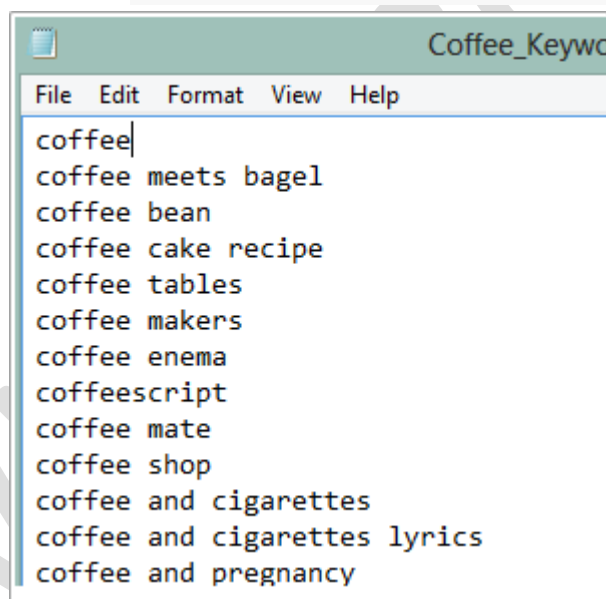 Coffee_Keywo
File Edit Format View Help
coffee
coffee meets bagel
coffee bean
coffee cake recipe
coffee tables
coffee makers
coffee enema
coffeescript
coffee mate
coffee shop
coffee and cigarettes
coffee and cigarettes lyrics
coffee and pregnancy